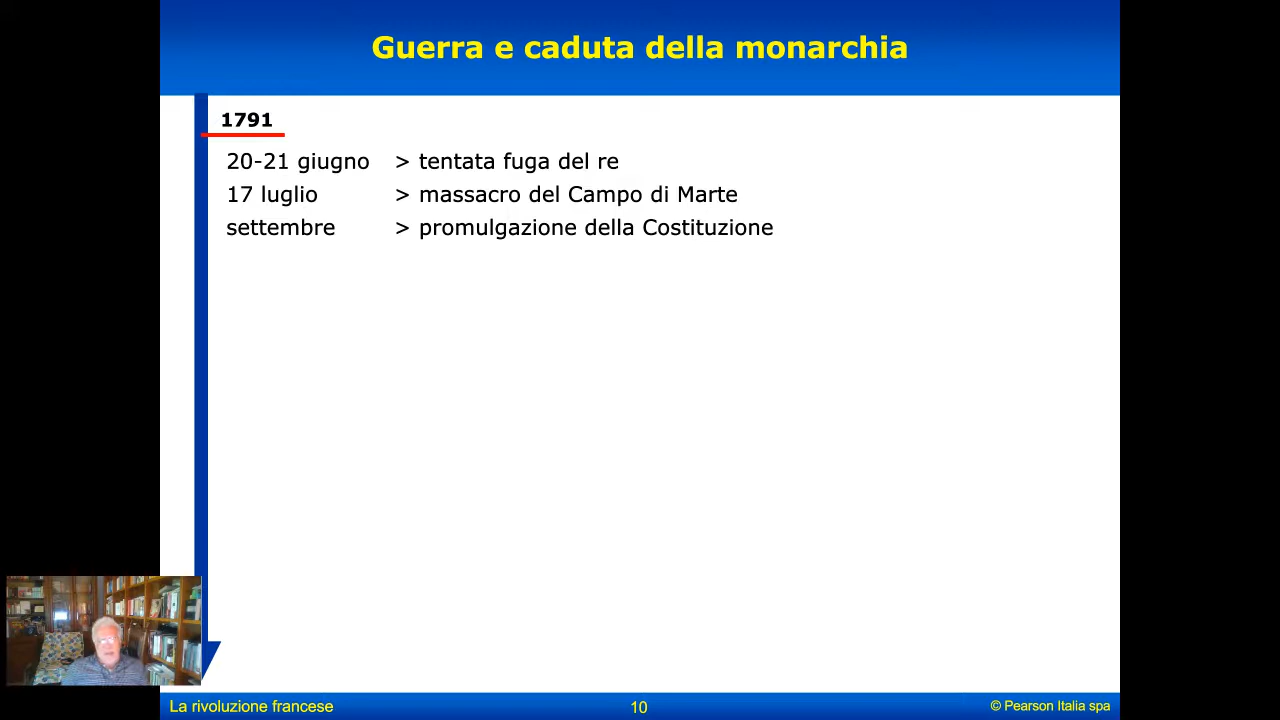 Guerra e caduta della monarchia
1791
20-21 giugno > tentata fuga del re
17 luglio > massacro del Campo di Marte
settembre > promulgazione della Costituzione
La rivoluzione francese 10 © Pearson Italia spa